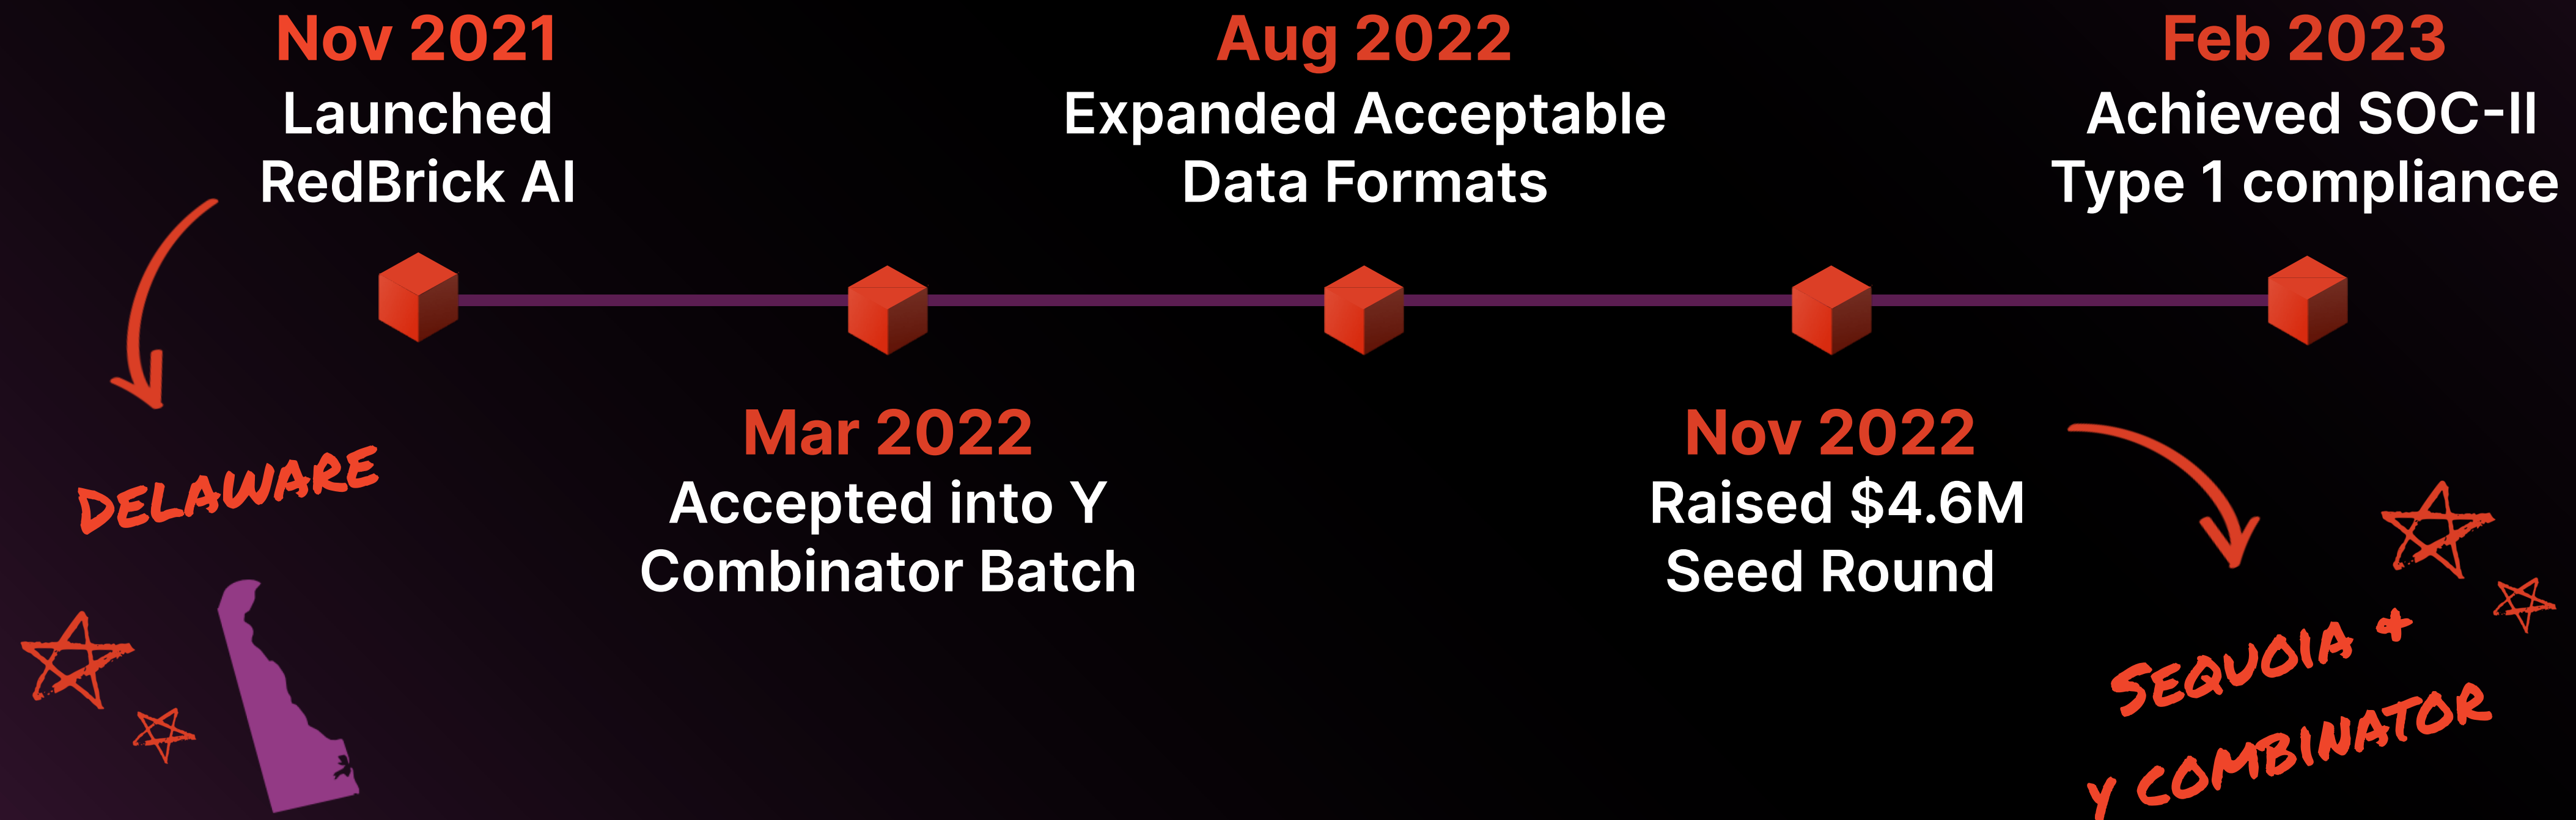 Nov 2021
Launched
RedBrick AI
DELAWARE
Mar 2022
Accepted into Y
Combinator Batch
Aug 2022
Expanded Acceptable
Data Formats
Nov 2022
Raised $4.6M
Seed Round
SEQUOIA +
Y COMBINATOR
Feb 2023
Achieved SOC-II
Type 1 compliance